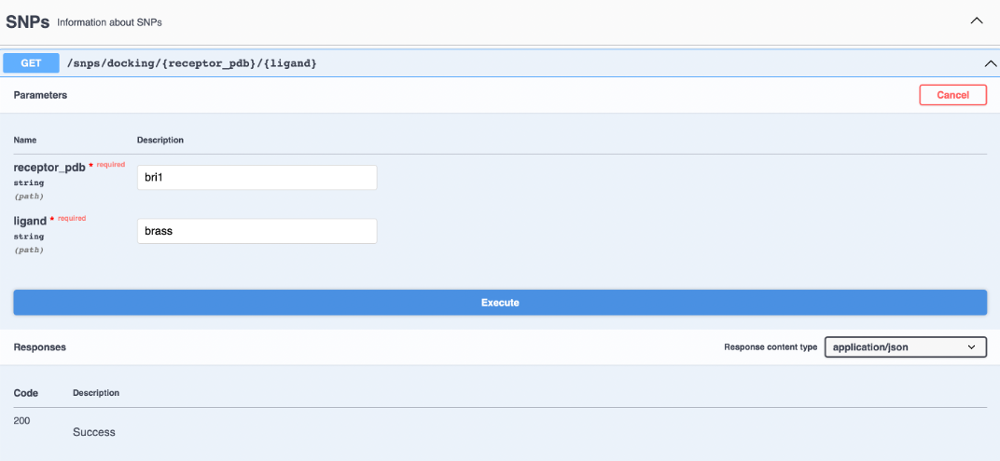 SNPs Information about SNPs
GET /snps/docking/{receptor_pdb}/{ligand}
Parameters Cancel
Name Description
receptor_pdb * required
string
(path)
bri1
ligand * required
string
(path)
brass
Execute
Responses Response content type application/json
Code Description
200
Success